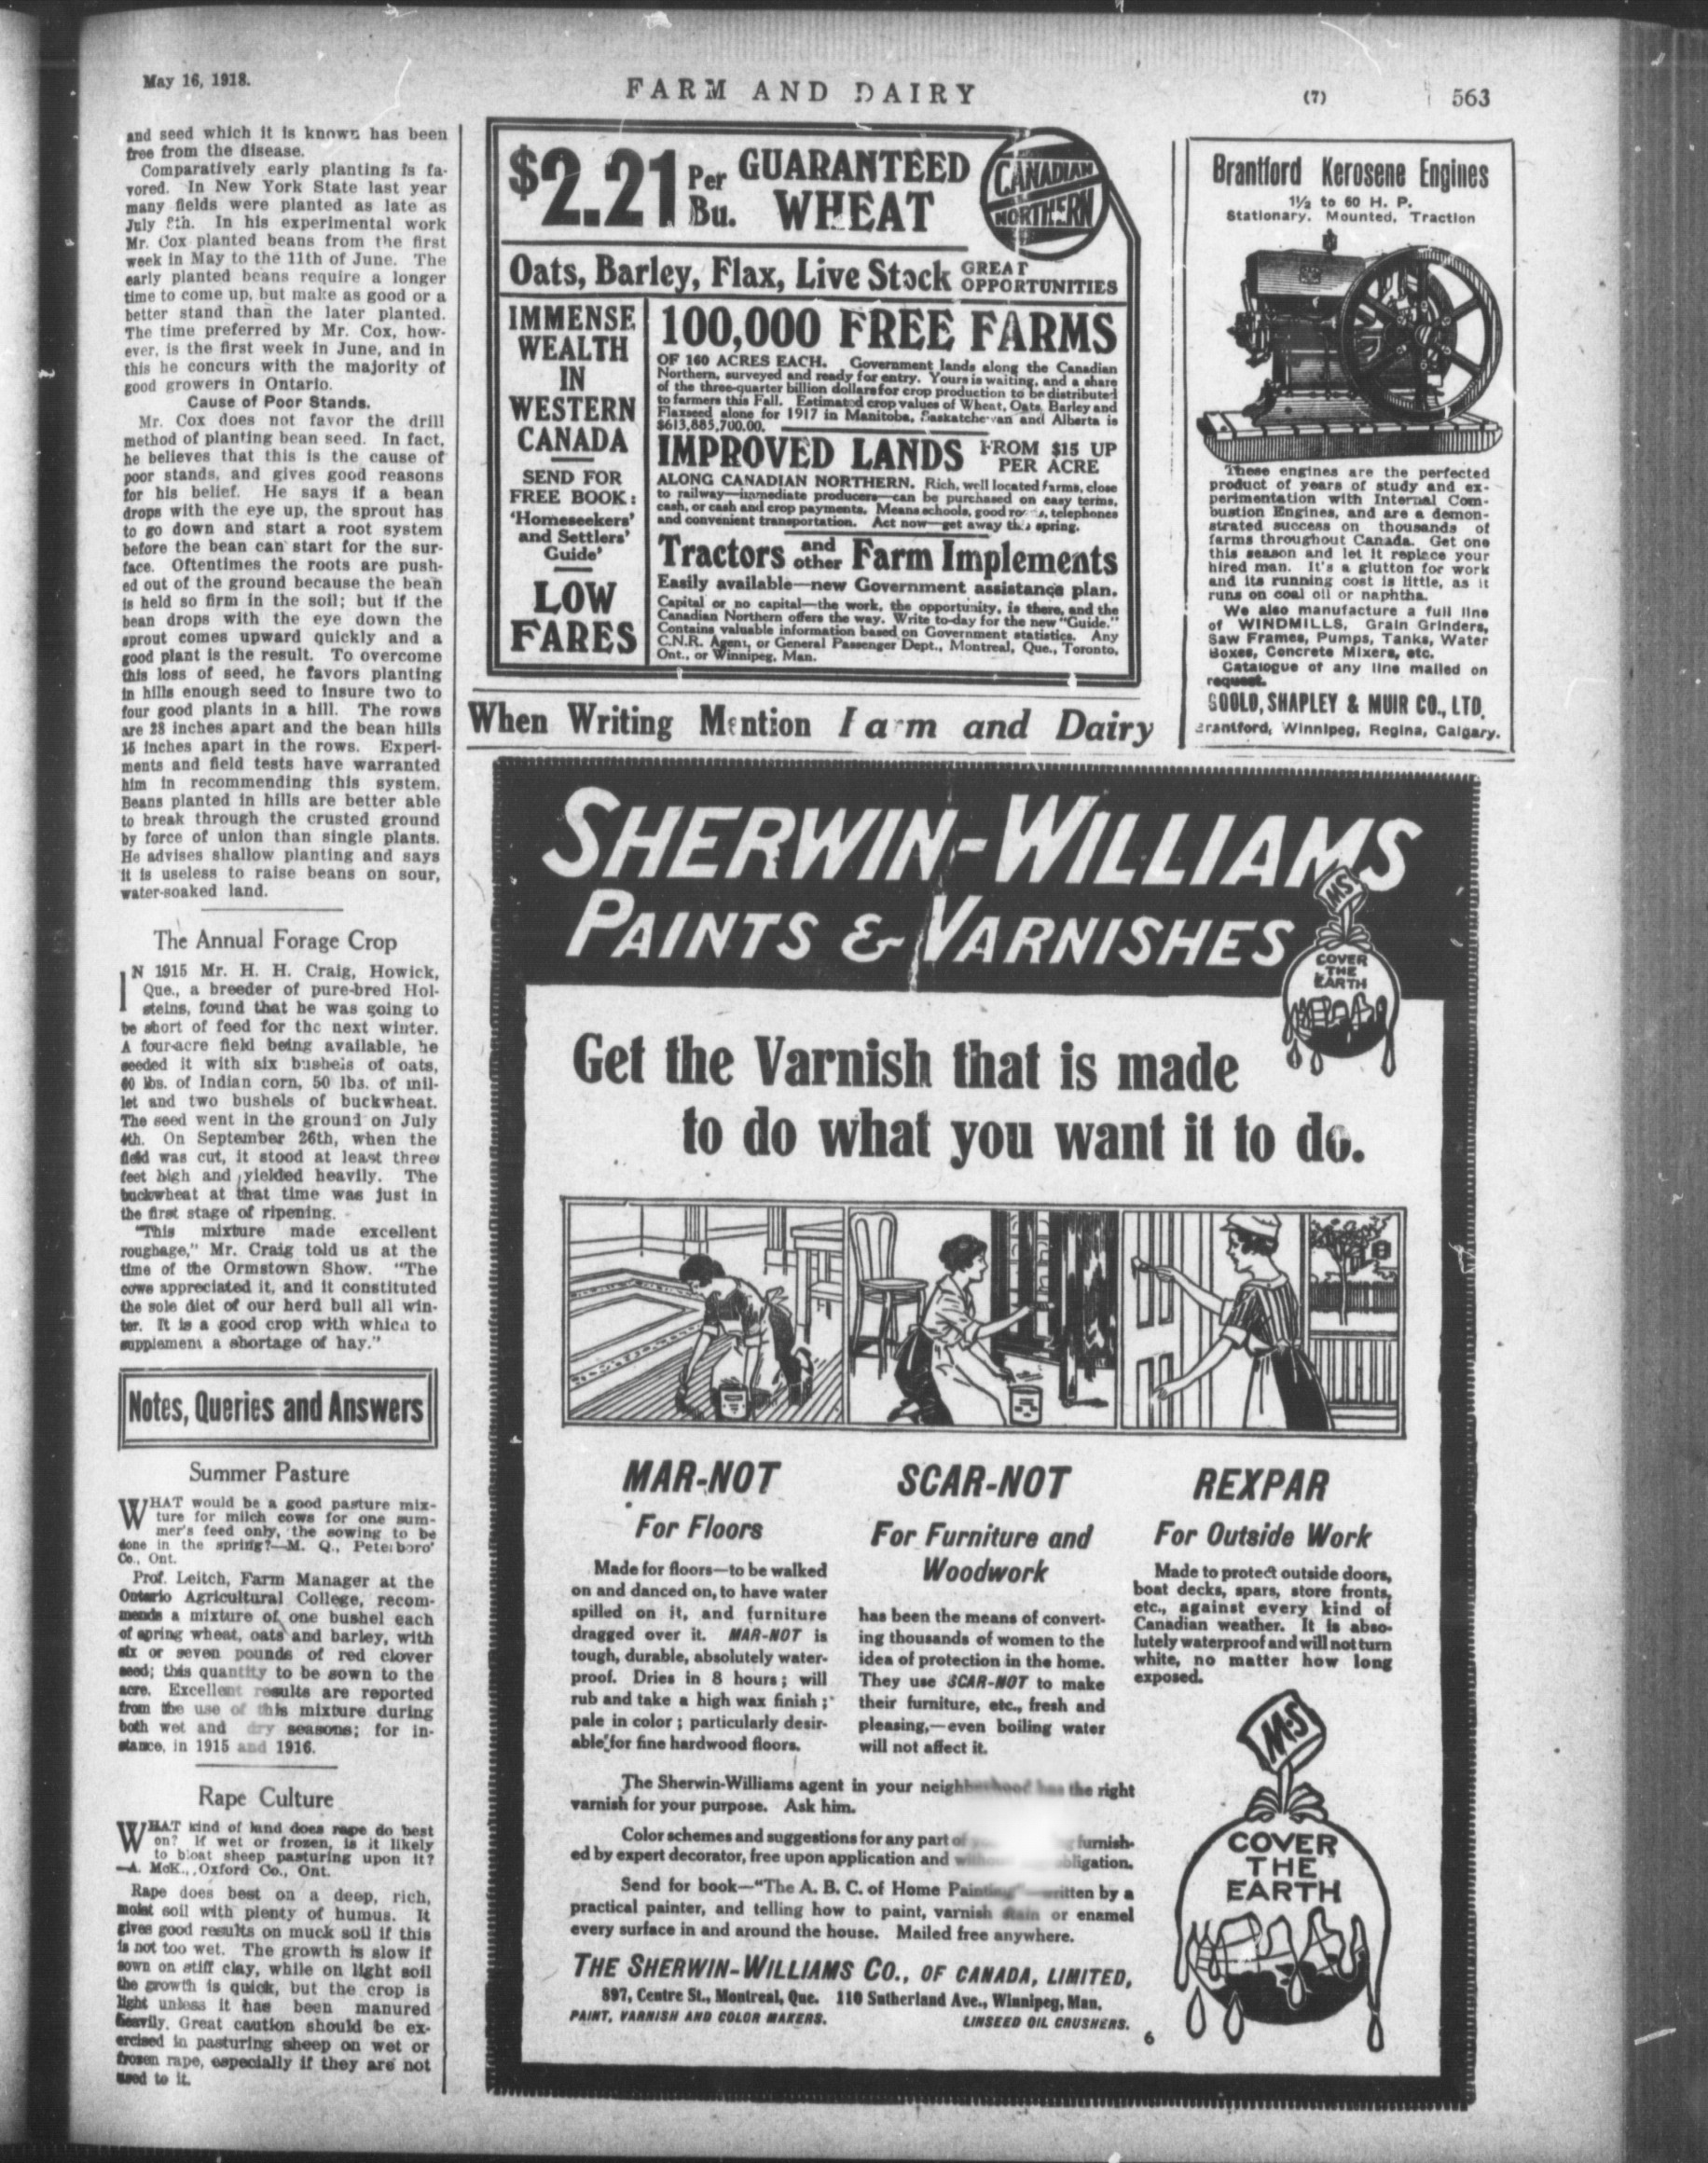 May 16, 1918.
FARM AND DAIRY
(7)
563
and seed which it is known has been
free from the disease.
Comparatively early planting is fa-
vored. In New York State last year
many fields were planted as late as
July 8th. In his experimental work
Mr. Cox planted beans from the first
week in May to the 11th of June. The
early planted beans require a longer
time to come up, but make as good or a
better stand than the later planted.
The time preferred by Mr. Cox, how-
ever, is the first week in June, and in
this he concurs with the majority of
good growers in Ontario.
Cause of Poor Stands.
Mr. Cox does not favor the drill
method of planting bean seed. In fact,
he believes that this is the cause of
poor stands, and gives good reasons
for his belief. He says if a bean
drops with the eye up, the sprout has
to go down and start a root system
before the bean can start for the sur-
face. Oftentimes the roots are push-
ed out of the ground because the bean
is held so firm in the soil; but if the
bean drops with the eye down the
sprout comes upward quickly and a
good plant is the result. To overcome
this loss of seed, he favors planting
in hills enough seed to insure two to
four good plants in a hill. The rows
are 28 inches apart and the bean hills
15 inches apart in the rows. Experi-
ments and field tests have warranted
him in recommending this system.
Beans planted in hills are better able
to break through the crusted ground
by force of union than single plants.
He advises shallow planting and says
it is useless to raise beans on sour,
water-soaked land.
The Annual Forage Crop
IN 1915 Mr. H. H. Craig, Howick,
Que., a breeder of pure-bred Hol-
steins, found that he was going to
be short of feed for the next winter.
A four-acre field being available, he
seeded it with six bushels of oats,
60 lbs. of Indian corn, 50 lbs. of mil-
let and two bushels of buckwheat.
The seed went in the ground on July
4th. On September 26th, when the
field was cut, it stood at least three
feet high and yielded heavily. The
buckwheat at that time was just in
the first stage of ripening.
"This mixture made excellent
roughage," Mr. Craig told us at the
time of the Ormstown Show. "The
cows appreciated it, and it constituted
the sole diet of our herd bull all win-
ter. It is a good crop with which to
supplement a shortage of hay."
Notes, Queries and Answers
Summer Pasture
WHAT would be a good pasture mix-
ture for milch cows for one sum-
mer's feed only, the sowing to be
done in the spring?—M. Q., Peterboro'
Co., Ont.
Prof. Leitch, Farm Manager at the
Ontario Agricultural College, recom-
mends a mixture of one bushel each
of spring wheat, oats and barley, with
six or seven pounds of red clover
seed; this quantity to be sown to the
acre. Excellent results are reported
from the use of this mixture during
both wet and dry seasons; for in-
stance, in 1915 and 1916.
Rape Culture
WHAT kind of land does rape do best
on? If wet or frozen, is it likely
to bloat sheep pasturing upon it?
—A. McK., Oxford Co., Ont.
Rape does best on a deep, rich,
moist soil with plenty of humus. It
gives good results on muck soil if this
is not too wet. The growth is slow if
sown on stiff clay, while on light soil
the growth is quick, but the crop is
light unless it has been manured
heavily. Great caution should be ex-
ercised in pasturing sheep on wet or
frozen rape, especially if they are not
used to it.
$2.21 Per Bu. GUARANTEED WHEAT
CANADIAN NORTHERN
Oats, Barley, Flax, Live Stock GREAT OPPORTUNITIES
IMMENSE
WEALTH
IN
WESTERN
CANADA
SEND FOR
FREE BOOK:
'Homeseekers'
and Settlers'
Guide'
LOW
FARES
100,000 FREE FARMS
OF 160 ACRES EACH. Government lands along the Canadian
Northern, surveyed and ready for entry. Yours is waiting, and a share
of the three-quarter billion dollars for crop production to be distributed
to farmers this Fall. Estimated crop values of Wheat, Oats, Barley and
Flaxseed alone for 1917 in Manitoba, Saskatchewan and Alberta is
$613,885,700.00.
IMPROVED LANDS FROM $15 UP PER ACRE
ALONG CANADIAN NORTHERN. Rich, well located farms, close
to railway—immediate producers—can be purchased on easy terms,
cash, or cash and crop payments. Means schools, good roads, telephones
and convenient transportation. Act now—get away this spring.
Tractors and other Farm Implements
Easily available—new Government assistance plan.
Capital or no capital—the work, the opportunity, is there, and the
Canadian Northern offers the way. Write to-day for the new "Guide."
Contains valuable information based on Government statistics. Any
C.N.R. Agent, or General Passenger Dept., Montreal, Que., Toronto,
Ont., or Winnipeg, Man.
When Writing Mention Farm and Dairy
Brantford Kerosene Engines
1½ to 60 H. P.
Stationary, Mounted, Traction
These engines are the perfected
product of years of study and ex-
perimentation with Internal Com-
bustion Engines, and are a demon-
strated success on thousands of
farms throughout Canada. Get one
this season and let it replace your
hired man. It's a glutton for work
and its running cost is little, as it
runs on coal oil or naphtha.
We also manufacture a full line
of WINDMILLS, Grain Grinders,
Saw Frames, Pumps, Tanks, Water
Boxes, Concrete Mixers, etc.
Catalogue of any line mailed on
request.
GOOLD, SHAPLEY & MUIR CO., LTD.
Brantford, Winnipeg, Regina, Calgary.
SHERWIN-WILLIAMS
PAINTS & VARNISHES
M-S
COVER
THE
EARTH
Get the Varnish that is made
to do what you want it to do.
MAR-NOT
For Floors
Made for floors—to be walked
on and danced on, to have water
spilled on it, and furniture
dragged over it. MAR-NOT is
tough, durable, absolutely water-
proof. Dries in 8 hours; will
rub and take a high wax finish;
pale in color; particularly desir-
able for fine hardwood floors.
SCAR-NOT
For Furniture and
Woodwork
has been the means of convert-
ing thousands of women to the
idea of protection in the home.
They use SCAR-NOT to make
their furniture, etc., fresh and
pleasing,—even boiling water
will not affect it.
REXPAR
For Outside Work
Made to protect outside doors,
boat decks, spars, store fronts,
etc., against every kind of
Canadian weather. It is abso-
lutely waterproof and will not turn
white, no matter how long
exposed.
The Sherwin-Williams agent in your neighborhood has the right
varnish for your purpose. Ask him.
Color schemes and suggestions for any part of furnish-
ed by expert decorator, free upon application and without obligation.
Send for book—"The A. B. C. of Home Painting"—written by a
practical painter, and telling how to paint, varnish stain or enamel
every surface in and around the house. Mailed free anywhere.
THE SHERWIN-WILLIAMS CO., OF CANADA, LIMITED,
897, Centre St., Montreal, Que. 110 Sutherland Ave., Winnipeg, Man.
PAINT, VARNISH AND COLOR MAKERS. LINSEED OIL CRUSHERS.
6
M-S
COVER
THE
EARTH